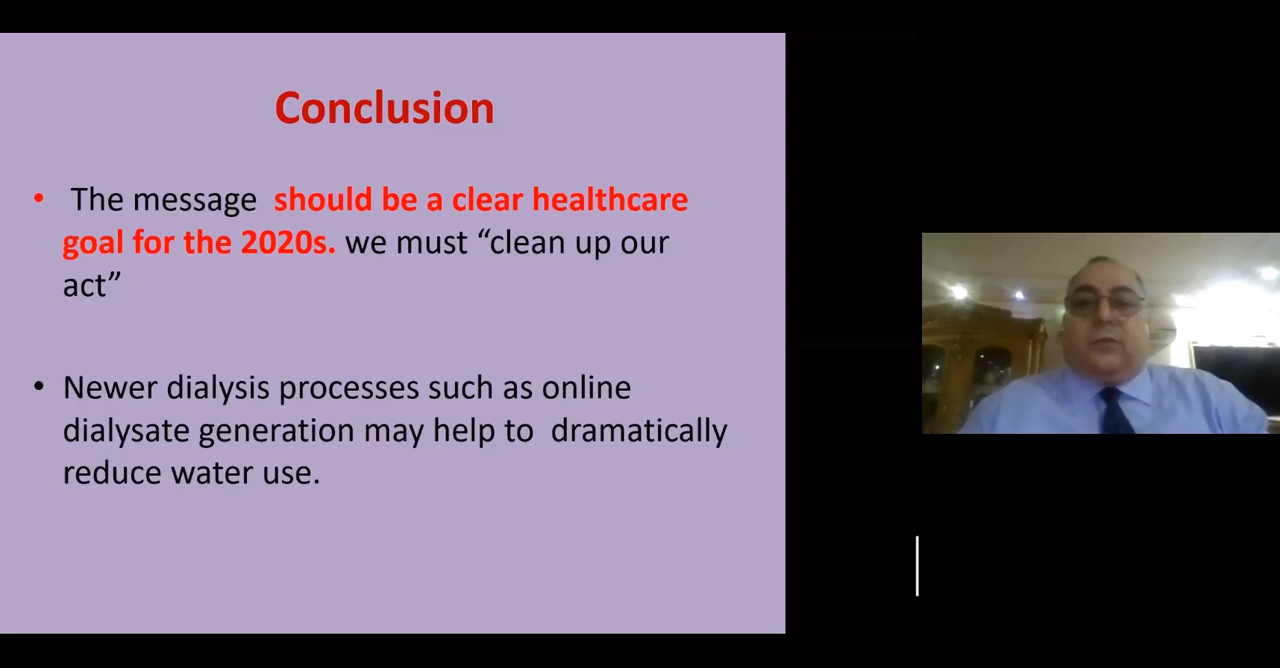 Conclusion
• The message should be a clear healthcare
goal for the 2020s. we must “clean up our
act”
• Newer dialysis processes such as online
dialysate generation may help to dramatically
reduce water use.